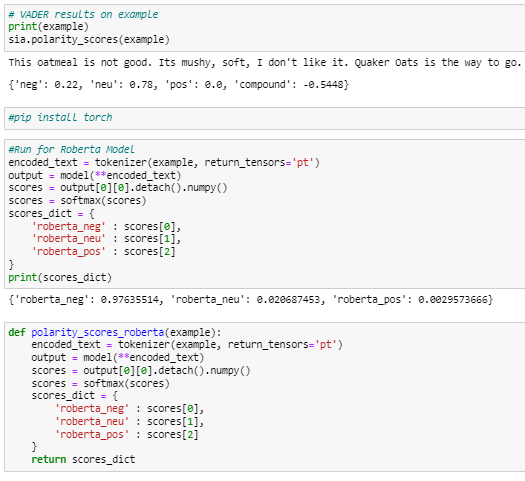 # VADER results on example
print(example)
sia.polarity_scores(example)
This oatmeal is not good. Its mushy, soft, I don't like it. Quaker Oats is the way to go.
{'neg': 0.22, 'neu': 0.78, 'pos': 0.0, 'compound': -0.5448}
#pip install torch
#Run for Roberta Model
encoded_text = tokenizer(example, return_tensors='pt')
output = model(**encoded_text)
scores = output[0][0].detach().numpy()
scores = softmax(scores)
scores_dict = {
    'roberta_neg' : scores[0],
    'roberta_neu' : scores[1],
    'roberta_pos' : scores[2]
}
print(scores_dict)
{'roberta_neg': 0.97635514, 'roberta_neu': 0.020687453, 'roberta_pos': 0.0029573666}
def polarity_scores_roberta(example):
    encoded_text = tokenizer(example, return_tensors='pt')
    output = model(**encoded_text)
    scores = output[0][0].detach().numpy()
    scores = softmax(scores)
    scores_dict = {
        'roberta_neg' : scores[0],
        'roberta_neu' : scores[1],
        'roberta_pos' : scores[2]
    }
    return scores_dict